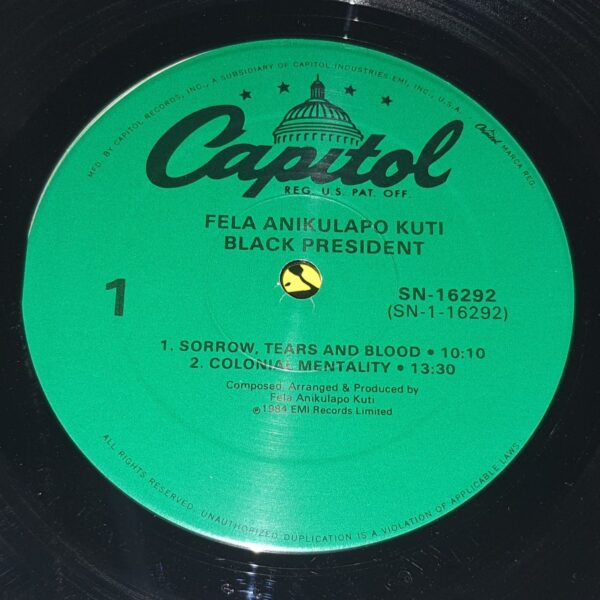 MFD. BY CAPITOL RECORDS, INC., A SUBSIDIARY OF CAPITOL INDUSTRIES EMI, INC., U.S.A.
Capitol MARCA REG.
Capitol
REG. U.S. PAT. OFF.
FELA ANIKULAPO KUTI
BLACK PRESIDENT
1
SN-16292
(SN-1-16292)
1. SORROW, TEARS AND BLOOD • 10:10
2. COLONIAL MENTALITY • 13:30
Composed, Arranged & Produced by
Fela Anikulapo Kuti
℗1984 EMI Records Limited
ALL RIGHTS RESERVED. UNAUTHORIZED DUPLICATION IS A VIOLATION OF APPLICABLE LAWS